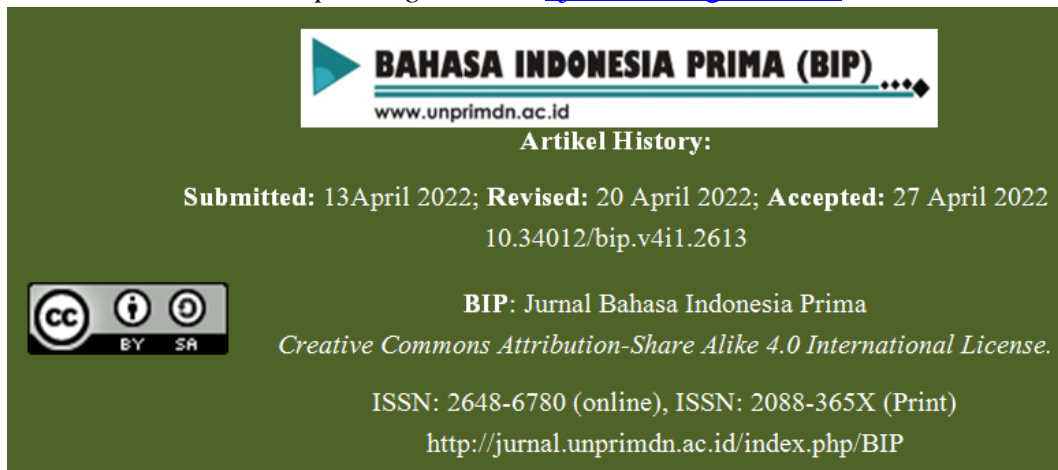 BAHASA INDONESIA PRIMA (BIP)
www.unprimdn.ac.id
Artikel History:
Submitted: 13April 2022; Revised: 20 April 2022; Accepted: 27 April 2022
10.34012/bip.v4i1.2613
cc BY SA
BIP: Jurnal Bahasa Indonesia Prima
Creative Commons Attribution-Share Alike 4.0 International License.
ISSN: 2648-6780 (online), ISSN: 2088-365X (Print)
http://jurnal.unprimdn.ac.id/index.php/BIP